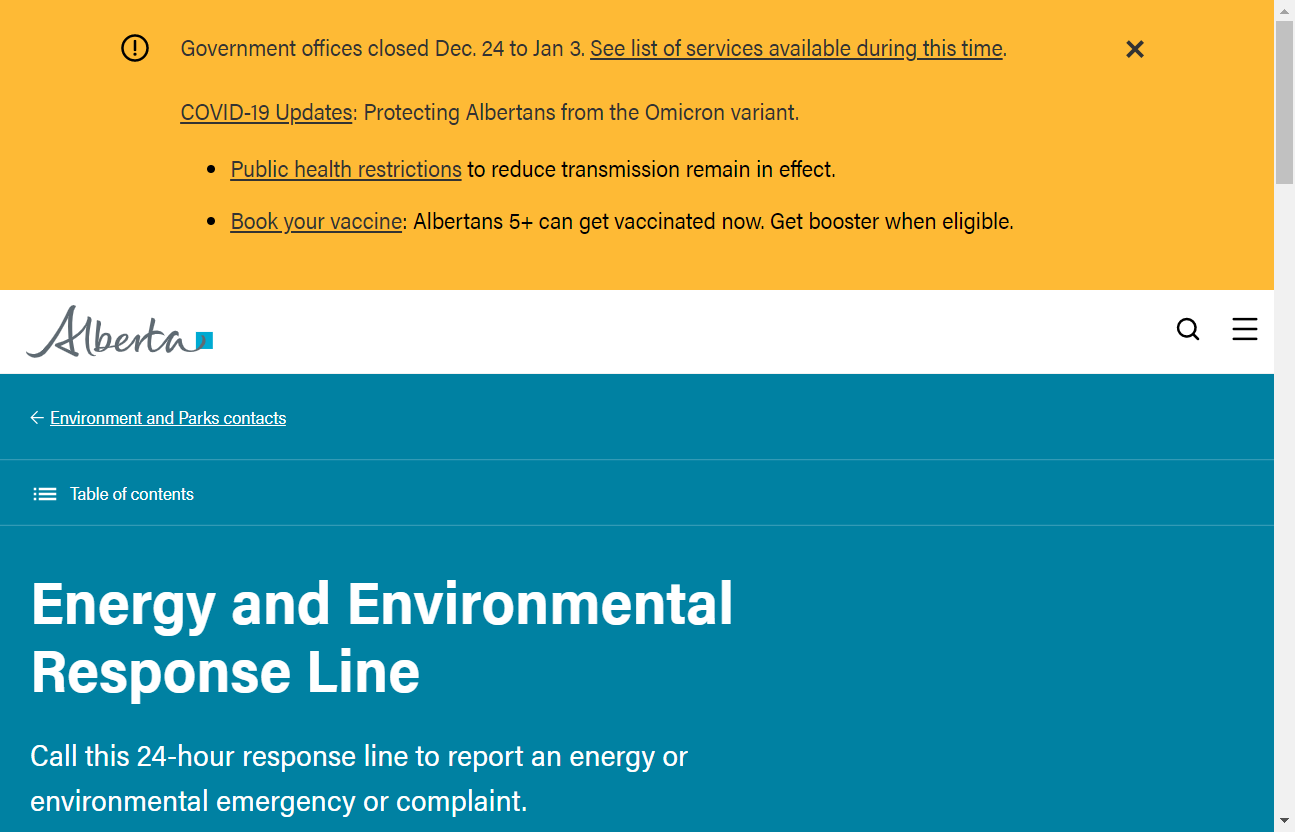 Government offices closed Dec. 24 to Jan 3. See list of services available during this time.
COVID-19 Updates: Protecting Albertans from the Omicron variant.
Public health restrictions to reduce transmission remain in effect.
Book your vaccine: Albertans 5+ can get vaccinated now. Get booster when eligible.
Alberta
Environment and Parks contacts
Table of contents
Energy and Environmental
Response Line
Call this 24-hour response line to report an energy or
environmental emergency or complaint.